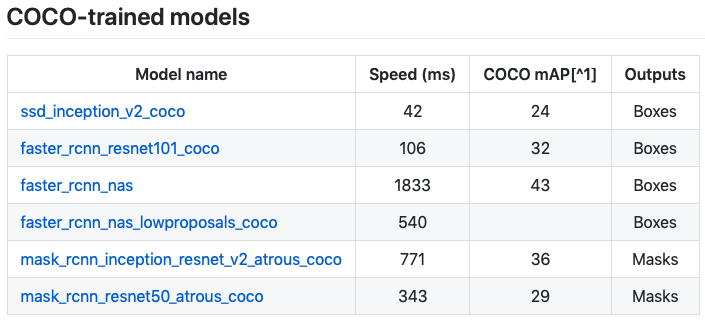 COCO-trained models
Model name Speed (ms) COCO mAP[^1] Outputs
ssd_inception_v2_coco 42 24 Boxes
faster_rcnn_resnet101_coco 106 32 Boxes
faster_rcnn_nas 1833 43 Boxes
faster_rcnn_nas_lowproposals_coco 540 Boxes
mask_rcnn_inception_resnet_v2_atrous_coco 771 36 Masks
mask_rcnn_resnet50_atrous_coco 343 29 Masks